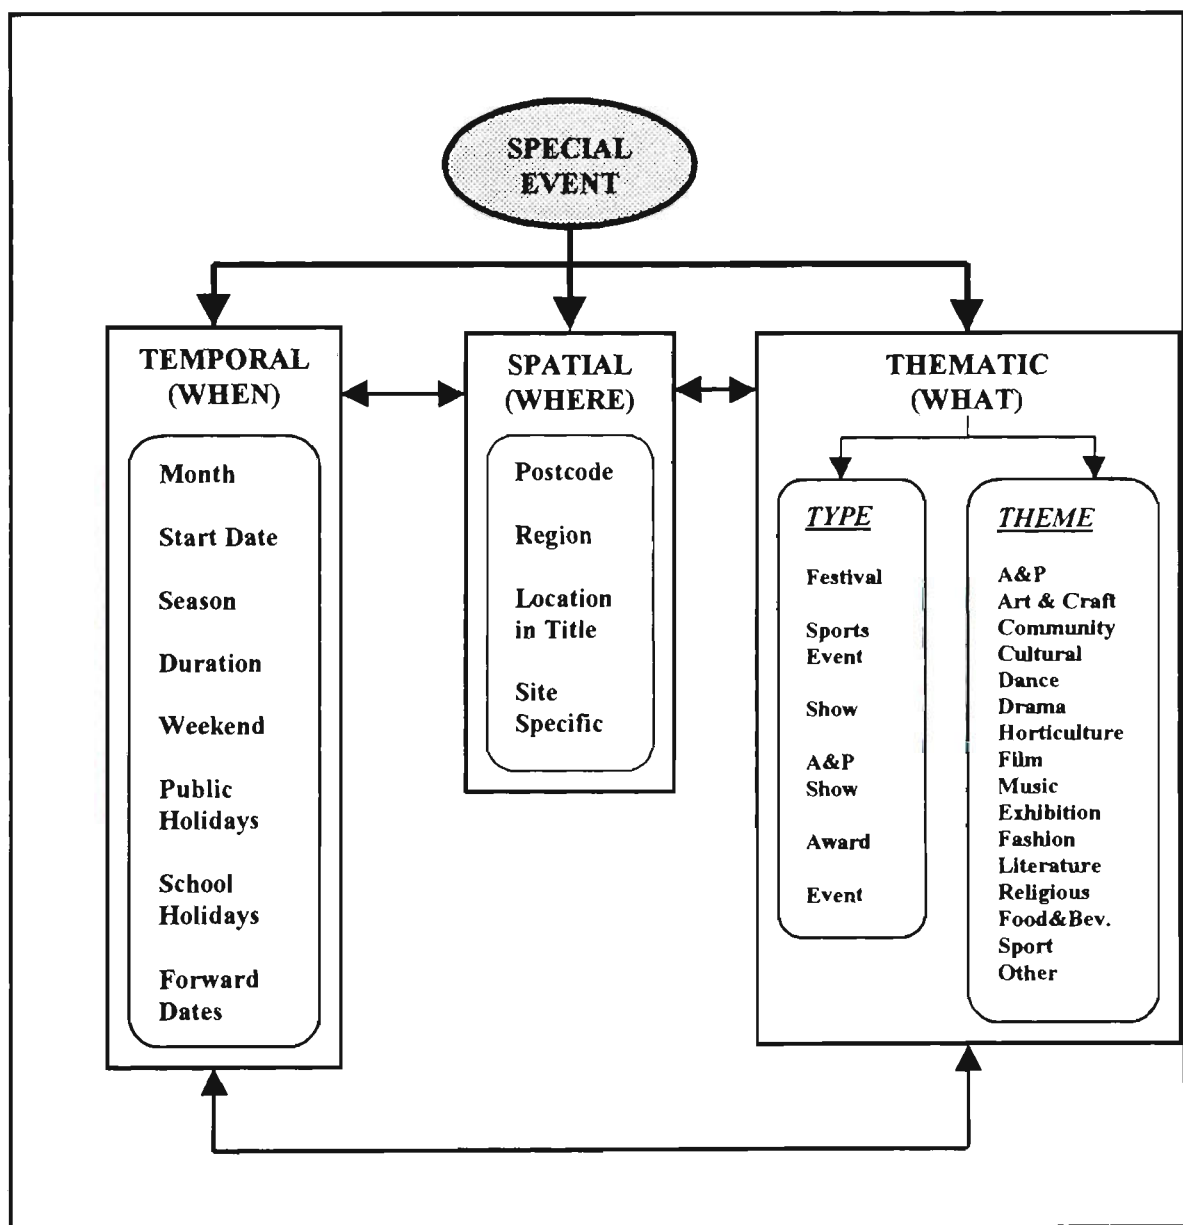 SPECIAL
EVENT
TEMPORAL
(WHEN)
Month
Start Date
Season
Duration
Weekend
Public
Holidays
School
Holidays
Forward
Dates
SPATIAL
(WHERE)
Postcode
Region
Location
in Title
Site
Specific
THEMATIC
(WHAT)
TYPE
Festival
Sports
Event
Show
A&P
Show
Award
Event
THEME
A&P
Art & Craft
Community
Cultural
Dance
Drama
Horticulture
Film
Music
Exhibition
Fashion
Literature
Religious
Food&Bev.
Sport
Other